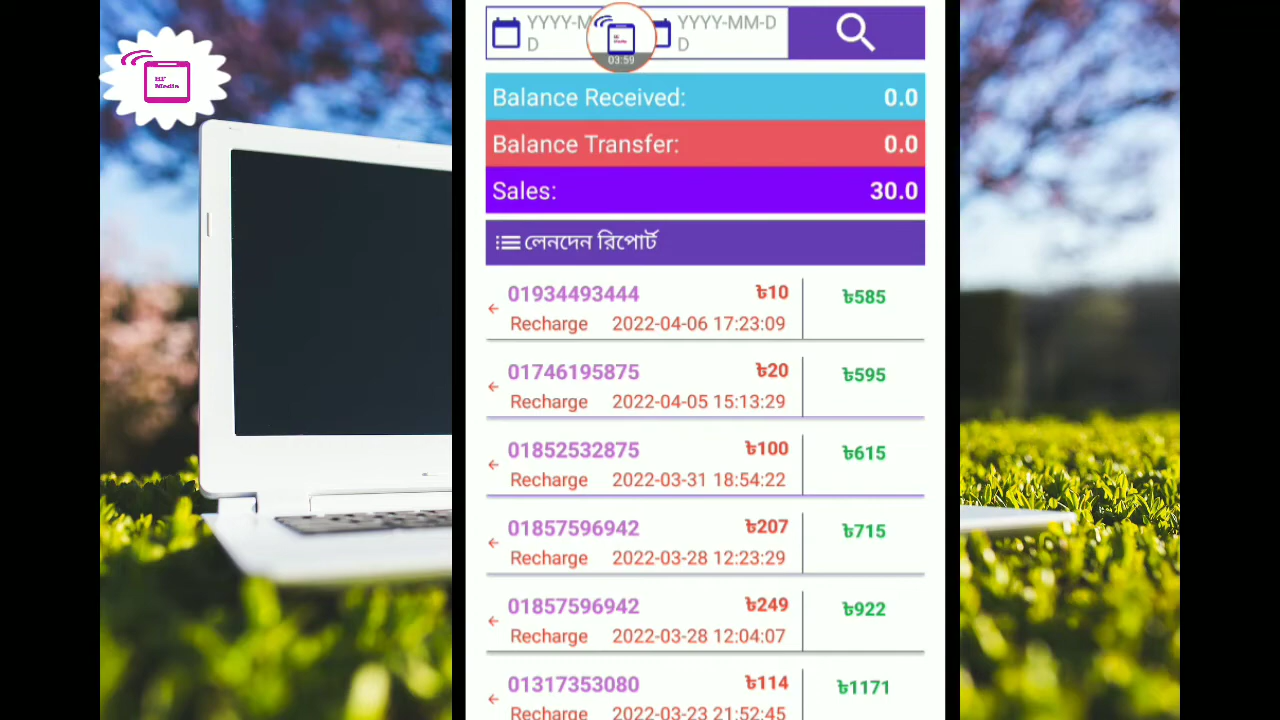 YYYY-M
D
YYYY-MM-D
D
HT
Media
03:59
Balance Received: 0.0
Balance Transfer: 0.0
Sales: 30.0
লেনদেন রিপোর্ট
01934493444 ৳10 ৳585
Recharge 2022-04-06 17:23:09
01746195875 ৳20 ৳595
Recharge 2022-04-05 15:13:29
01852532875 ৳100 ৳615
Recharge 2022-03-31 18:54:22
01857596942 ৳207 ৳715
Recharge 2022-03-28 12:23:29
01857596942 ৳249 ৳922
Recharge 2022-03-28 12:04:07
01317353080 ৳114 ৳1171
Recharge 2022-03-23 21:52:45